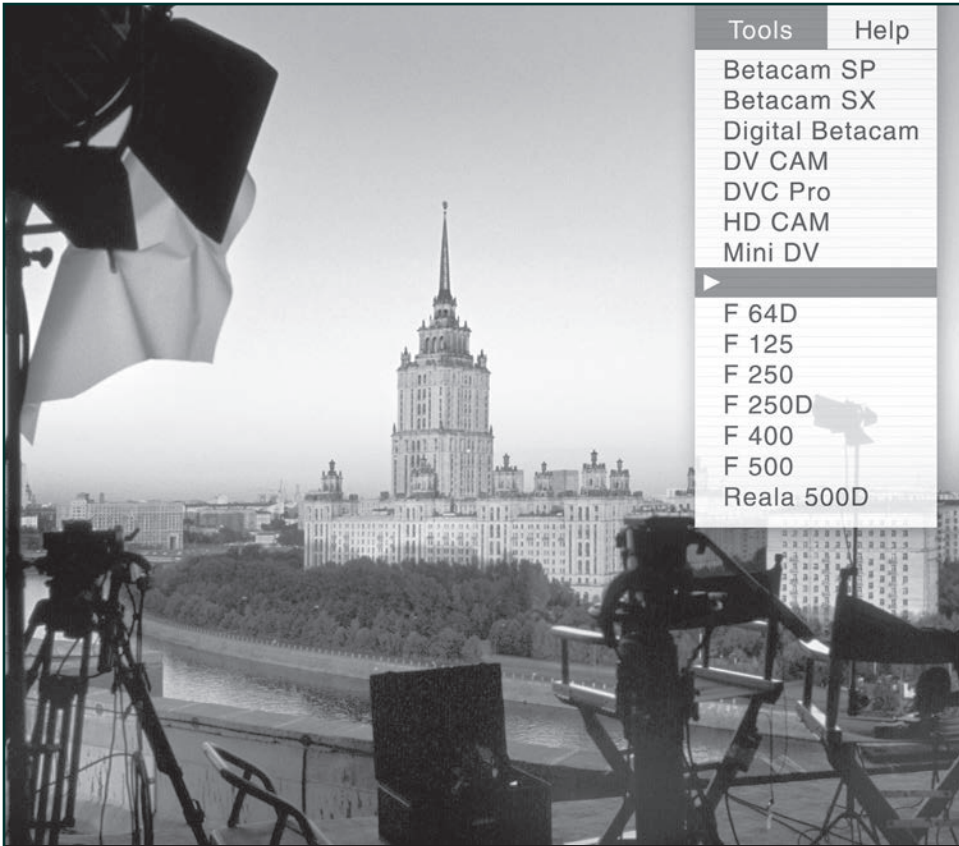 Tools Help
Betacam SP
Betacam SX
Digital Betacam
DV CAM
DVC Pro
HD CAM
Mini DV
F 64D
F 125
F 250
F 250D
F 400
F 500
Reala 500D